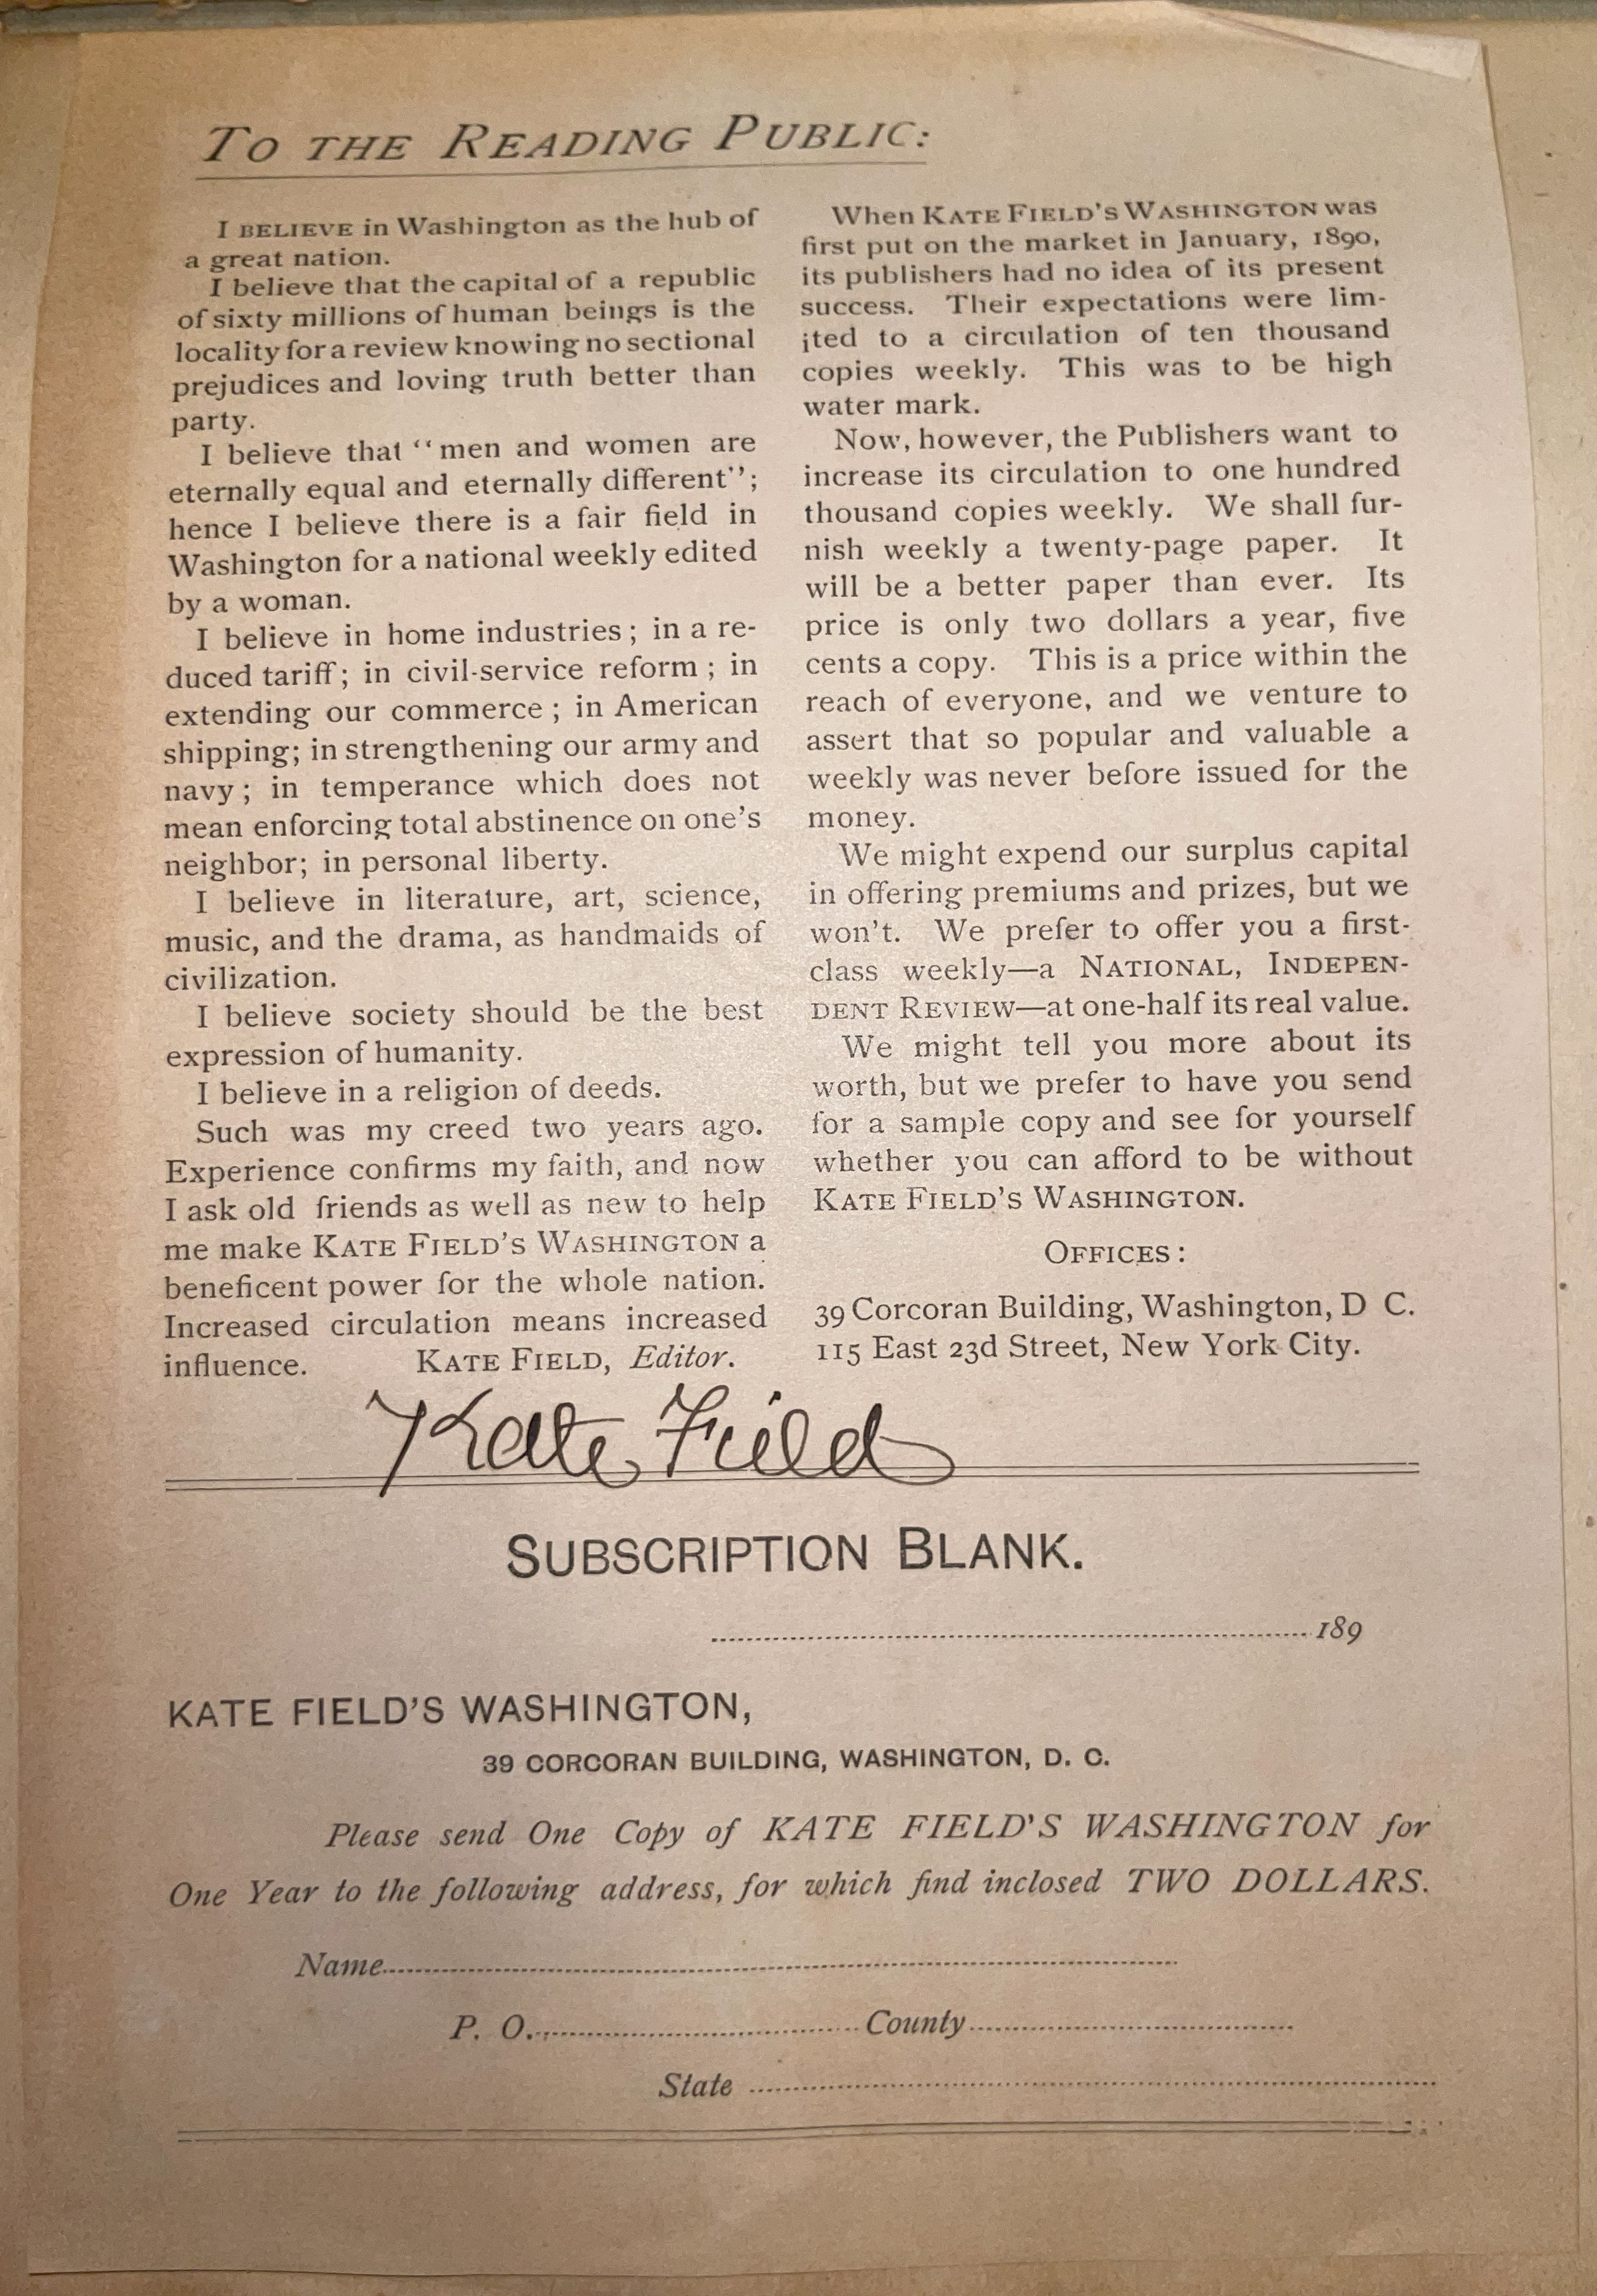 TO THE READING PUBLIC:
I BELIEVE in Washington as the hub of
a great nation.
I believe that the capital of a republic
of sixty millions of human beings is the
locality for a review knowing no sectional
prejudices and loving truth better than
party.
I believe that "men and women are
eternally equal and eternally different";
hence I believe there is a fair field in
Washington for a national weekly edited
by a woman.
I believe in home industries; in a re-
duced tariff; in civil-service reform; in
extending our commerce; in American
shipping; in strengthening our army and
navy; in temperance which does not
mean enforcing total abstinence on one's
neighbor; in personal liberty.
I believe in literature, art, science,
music, and the drama, as handmaids of
civilization.
I believe society should be the best
expression of humanity.
I believe in a religion of deeds.
Such was my creed two years ago.
Experience confirms my faith, and now
I ask old friends as well as new to help
me make KATE FIELD'S WASHINGTON a
beneficent power for the whole nation.
Increased circulation means increased
influence. KATE FIELD, Editor.
When KATE FIELD'S WASHINGTON was
first put on the market in January, 1890,
its publishers had no idea of its present
success. Their expectations were lim-
ited to a circulation of ten thousand
copies weekly. This was to be high
water mark.
Now, however, the Publishers want to
increase its circulation to one hundred
thousand copies weekly. We shall fur-
nish weekly a twenty-page paper. It
will be a better paper than ever. Its
price is only two dollars a year, five
cents a copy. This is a price within the
reach of everyone, and we venture to
assert that so popular and valuable a
weekly was never before issued for the
money.
We might expend our surplus capital
in offering premiums and prizes, but we
won't. We prefer to offer you a first-
class weekly—a NATIONAL, INDEPEN-
DENT REVIEW—at one-half its real value.
We might tell you more about its
worth, but we prefer to have you send
for a sample copy and see for yourself
whether you can afford to be without
KATE FIELD'S WASHINGTON.
OFFICES:
39 Corcoran Building, Washington, D C.
115 East 23d Street, New York City.
Kate Field
SUBSCRIPTION BLANK.
189
KATE FIELD'S WASHINGTON,
39 CORCORAN BUILDING, WASHINGTON, D. C.
Please send One Copy of KATE FIELD'S WASHINGTON for
One Year to the following address, for which find inclosed TWO DOLLARS.
Name
P. O. County
State